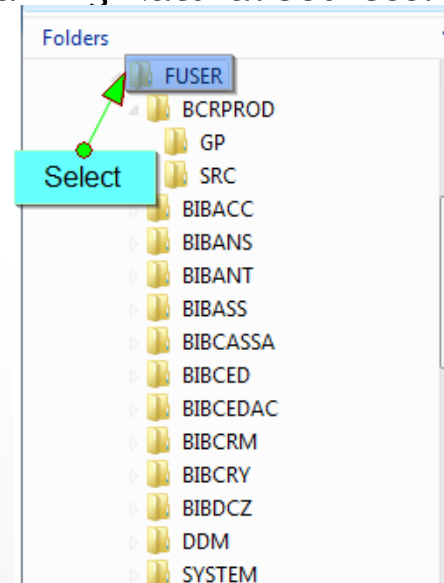 Folders
FUSER
BCRPROD
GP
Select
SRC
BIBACC
BIBANS
BIBANT
BIBASS
BIBCASSA
BIBCED
BIBCEDAC
BIBCRM
BIBCRY
BIBDCZ
DDM
SYSTEM